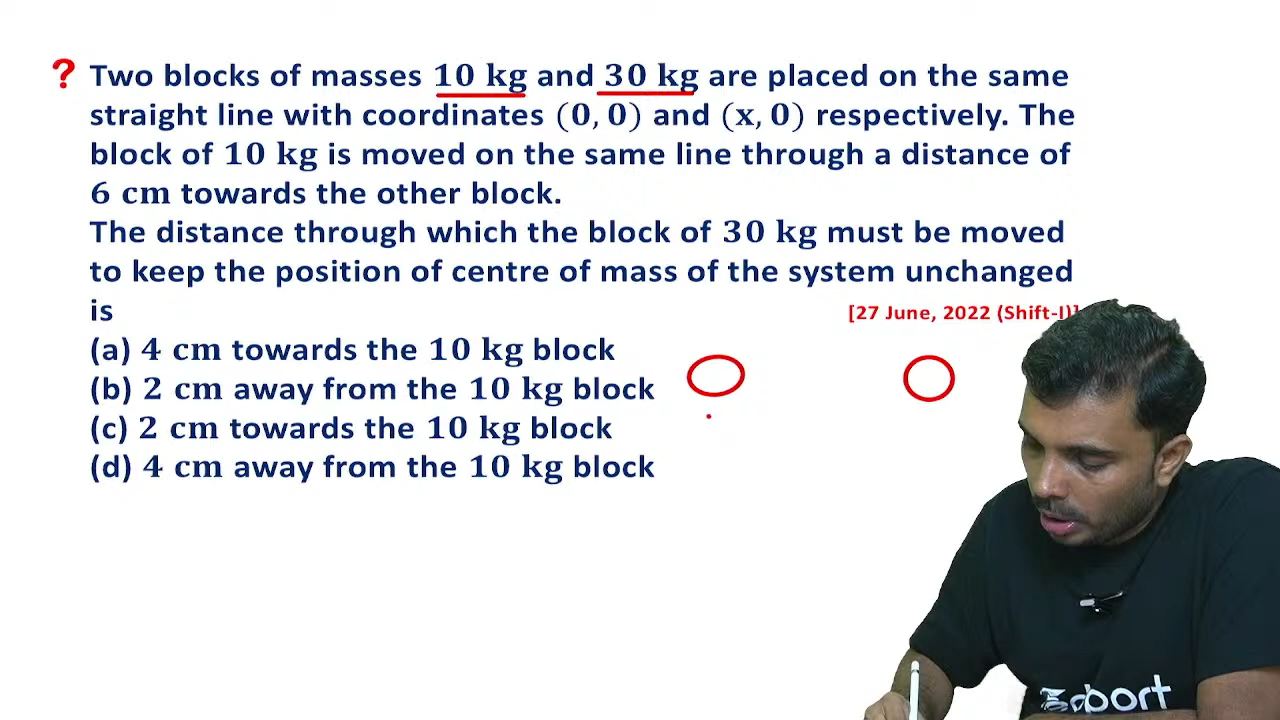 ? Two blocks of masses 10 kg and 30 kg are placed on the same
straight line with coordinates (0, 0) and (x, 0) respectively. The
block of 10 kg is moved on the same line through a distance of
6 cm towards the other block.
The distance through which the block of 30 kg must be moved
to keep the position of centre of mass of the system unchanged
is
[27 June, 2022 (Shift-I)]
(a) 4 cm towards the 10 kg block
(b) 2 cm away from the 10 kg block
(c) 2 cm towards the 10 kg block
(d) 4 cm away from the 10 kg block